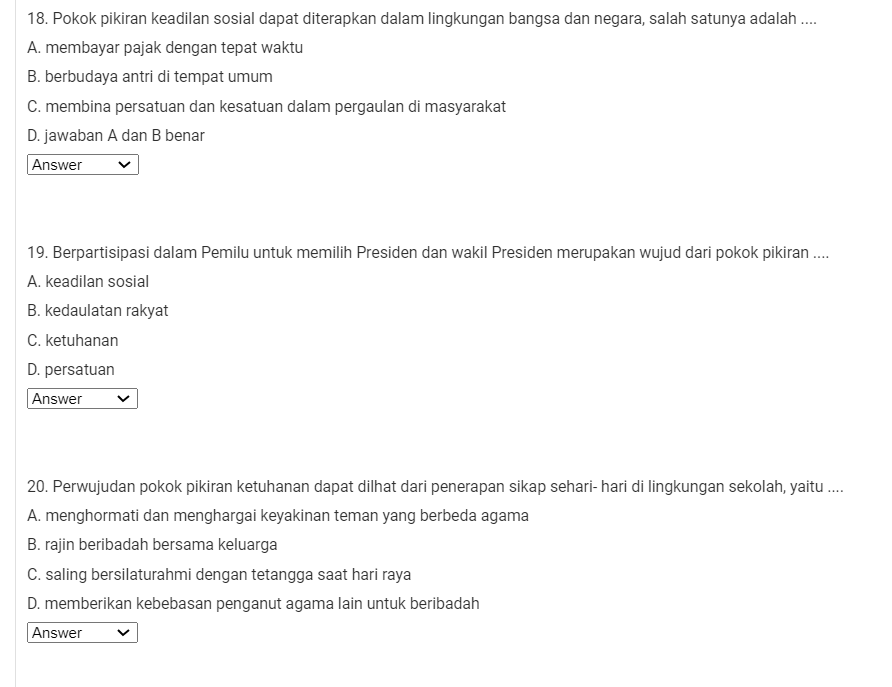 18. Pokok pikiran keadilan sosial dapat diterapkan dalam lingkungan bangsa dan negara, salah satunya adalah ....
A. membayar pajak dengan tepat waktu
B. berbudaya antri di tempat umum
C. membina persatuan dan kesatuan dalam pergaulan di masyarakat
D. jawaban A dan B benar
Answer
19. Berpartisipasi dalam Pemilu untuk memilih Presiden dan wakil Presiden merupakan wujud dari pokok pikiran ....
A. keadilan sosial
B. kedaulatan rakyat
C. ketuhanan
D. persatuan
Answer
20. Perwujudan pokok pikiran ketuhanan dapat dilhat dari penerapan sikap sehari- hari di lingkungan sekolah, yaitu ....
A. menghormati dan menghargai keyakinan teman yang berbeda agama
B. rajin beribadah bersama keluarga
C. saling bersilaturahmi dengan tetangga saat hari raya
D. memberikan kebebasan penganut agama lain untuk beribadah
Answer